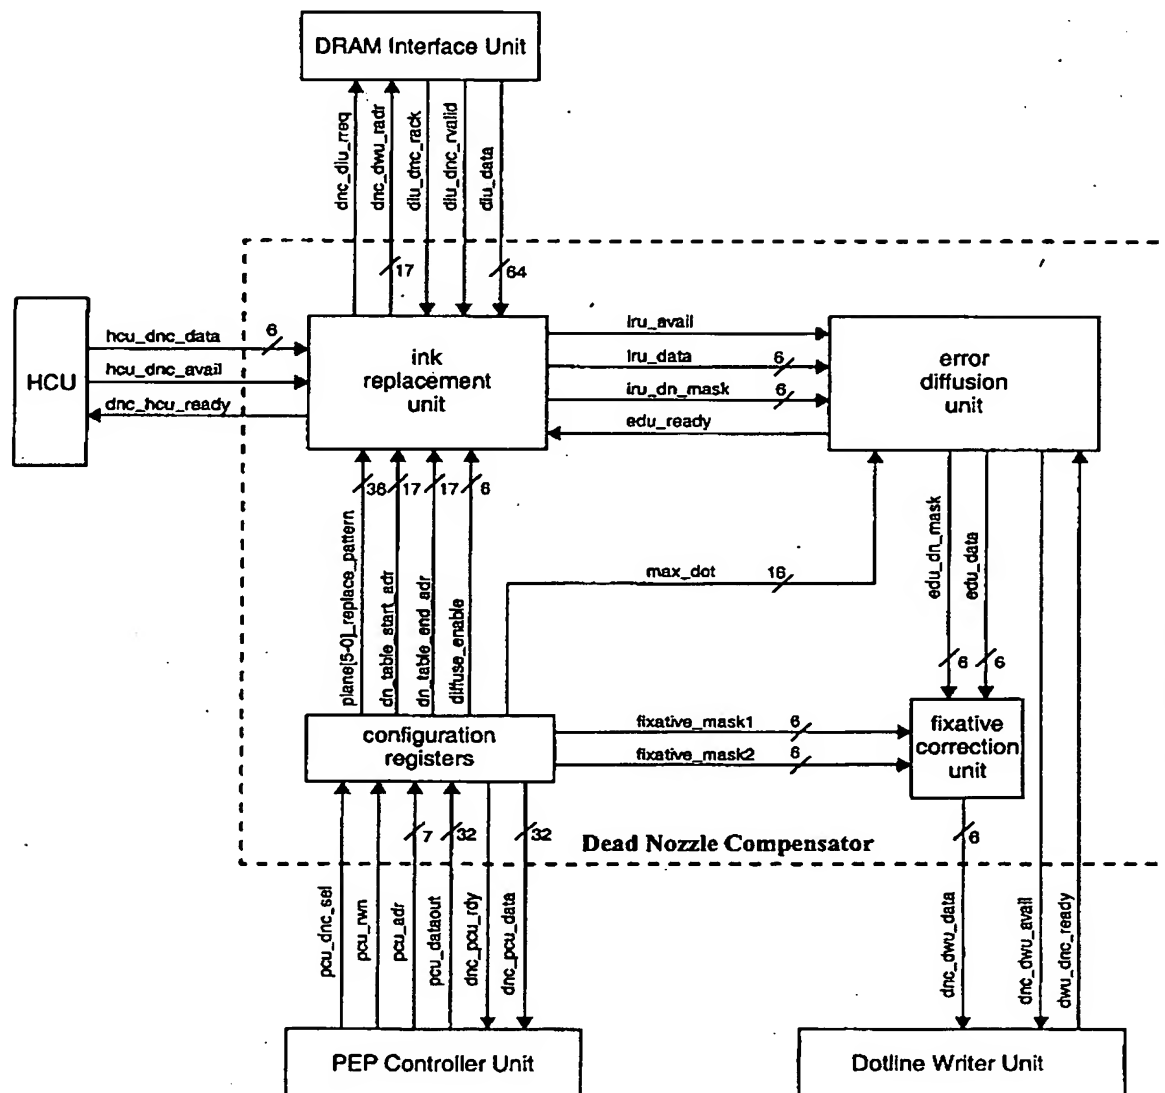 DRAM Interface Unit
dnc_diu_rreq
dnc_dwu_radr
diu_dnc_rack
diu_dnc_rvalid
diu_data
17
64
HCU
hcu_dnc_data
6
hcu_dnc_avail
dnc_hcu_ready
ink
replacement
unit
iru_avail
iru_data
6
iru_dn_mask
6
edu_ready
error
diffusion
unit
36
17
17
6
plane[5-0]_replace_pattern
dn_table_start_adr
dn_table_end_adr
diffuse_enable
max_dot
16
edu_dn_mask
edu_data
6
6
configuration
registers
fixative_mask1
6
fixative_mask2
6
fixative
correction
unit
7
32
32
Dead Nozzle Compensator
6
pcu_dnc_sel
pcu_rwn
pcu_adr
pcu_dataout
dnc_pcu_rdy
dnc_pcu_data
dnc_dwu_data
dnc_dwu_avail
dwu_dnc_ready
PEP Controller Unit
Dotline Writer Unit